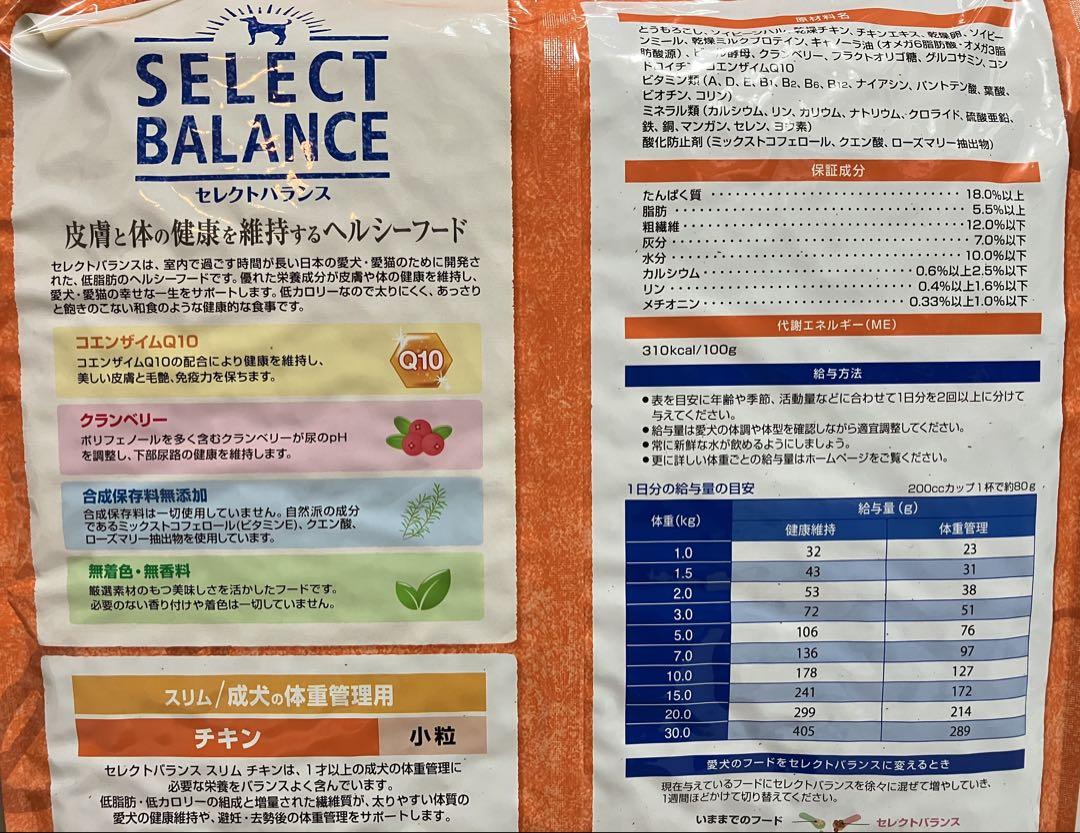 SELECT
BALANCE
セレクトバランス
皮膚と体の健康を維持するヘルシーフード
セレクトバランスは、室内で過ごす時間が長い日本の愛犬・愛猫のために開発さ
れた、低脂肪のヘルシーフードです。優れた栄養成分が皮膚や体の健康を維持し、
愛犬・愛猫の幸せな一生をサポートします。低カロリーなので太りにくく、あっさり
と飽きのこない和食のような健康的な食事です。
コエンザイムQ10
コエンザイムQ10の配合により健康を維持し、
美しい皮膚と毛艶、免疫力を保ちます。
Q10
クランベリー
ポリフェノールを多く含むクランベリーが尿のpH
を調整し、下部尿路の健康を維持します。
合成保存料無添加
合成保存料は一切使用していません。自然派の成分
であるミックストコフェロール(ビタミンE)、クエン酸、
ローズマリー抽出物を使用しています。
無着色・無香料
厳選素材のもつ美味しさを活かしたフードです。
必要のない香り付けや着色は一切していません。
スリム/成犬の体重管理用
チキン 小粒
セレクトバランス スリム チキンは、1才以上の成犬の体重管理に
必要な栄養をバランスよく含んでいます。
低脂肪・低カロリーの組成と増量された繊維質が、太りやすい体質の
愛犬の健康維持や、避妊・去勢後の体重管理をサポートします。
原材料名
とうもろこし、乾燥チキン、チキンエキス、乾燥卵、ソイビー
ンミール、乾燥ミルクプロテイン、キャノーラ油(オメガ6脂肪酸・オメガ3脂
肪酸源)、ビール酵母、クランベリー、フラクトオリゴ糖、グルコサミン、コン
ドロイチン、コエンザイムQ10
ビタミン類(A、D、E、B1、B2、B6、B12、ナイアシン、パントテン酸、葉酸、
ビオチン、コリン)
ミネラル類(カルシウム、リン、カリウム、ナトリウム、クロライド、硫酸亜鉛、
鉄、銅、マンガン、セレン、ヨウ素)
酸化防止剤(ミックストコフェロール、クエン酸、ローズマリー抽出物)
保証成分
たんぱく質 18.0%以上
脂肪 5.5%以上
粗繊維 12.0%以下
灰分 7.0%以下
水分 10.0%以下
カルシウム 0.6%以上2.5%以下
リン 0.4%以上1.6%以下
メチオニン 0.33%以上1.0%以下
代謝エネルギー(ME)
310kcal/100g
給与方法
●表を目安に年齢や季節、活動量などに合わせて1日分を2回以上に分けて
与えてください。
●給与量は愛犬の体調や体型を確認しながら適宜調整してください。
●常に新鮮な水が飲めるようにしましょう。
●更に詳しい体重ごとの給与量はホームページをご覧ください。
1日分の給与量の目安 200ccカップ1杯で約80g
体重(kg) 給与量(g)
健康維持 体重管理
1.0 32 23
1.5 43 31
2.0 53 38
3.0 72 51
5.0 106 76
7.0 136 97
10.0 178 127
15.0 241 172
20.0 299 214
30.0 405 289
愛犬のフードをセレクトバランスに変えるとき
現在与えているフードにセレクトバランスを徐々に混ぜて増やしていき、
1週間ほどかけて切り替えてください。
いままでのフード セレクトバランス